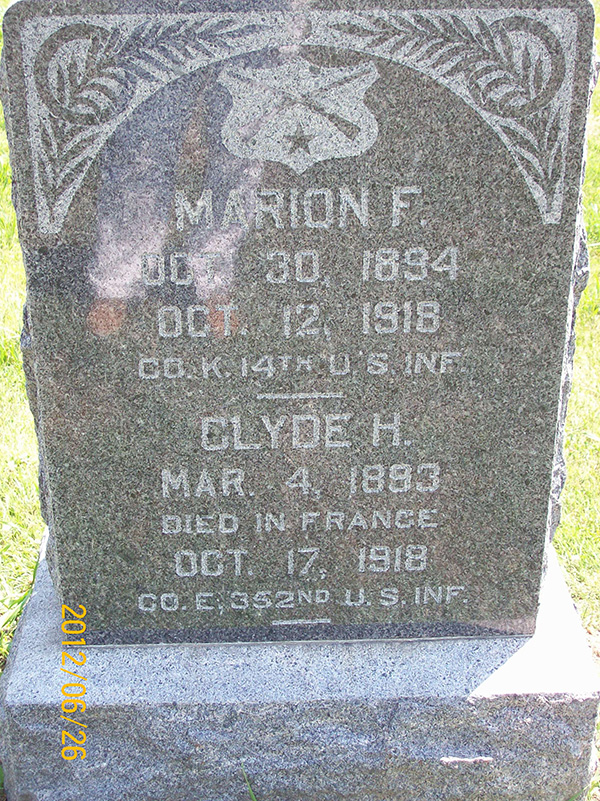 MARION F.
OCT. 30, 1894
OCT. 12, 1918
CO. K. 14TH U.S. INF.
CLYDE H.
MAR. 4, 1893
DIED IN FRANCE
OCT. 17, 1918
CO. E, 352ND U.S. INF.
2012/06/26